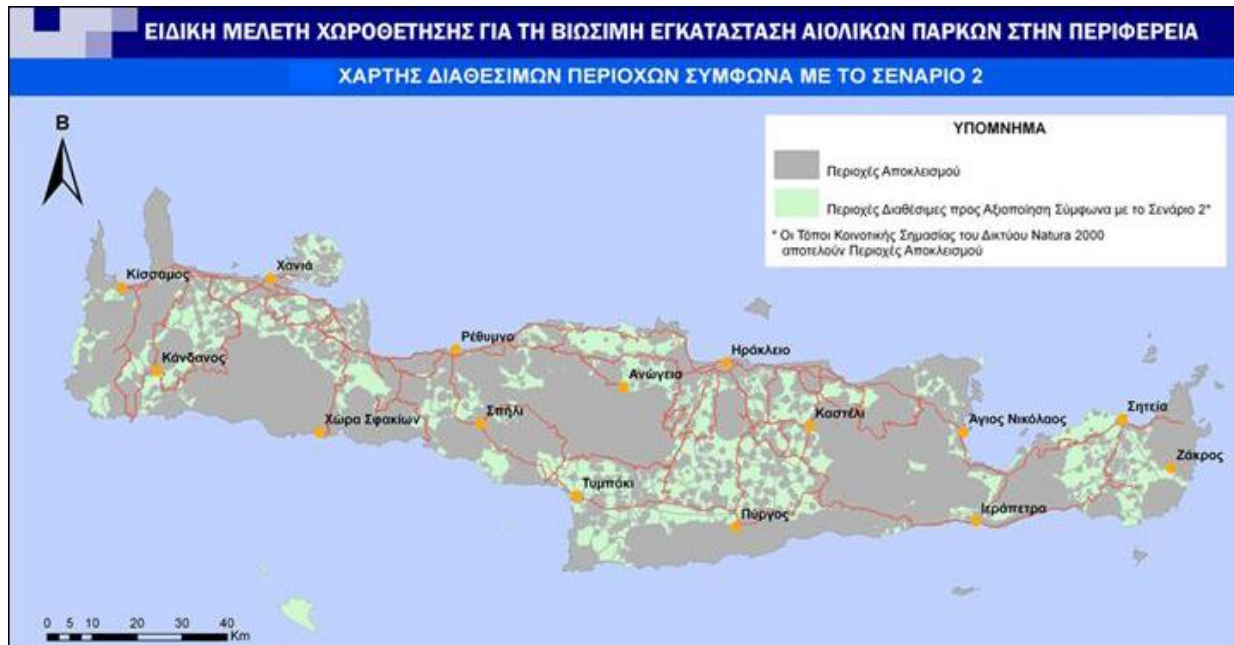 ΕΙΔΙΚΗ ΜΕΛΕΤΗ ΧΩΡΟΘΕΤΗΣΗΣ ΓΙΑ ΤΗ ΒΙΩΣΙΜΗ ΕΓΚΑΤΑΣΤΑΣΗ ΑΙΟΛΙΚΩΝ ΠΑΡΚΩΝ ΣΤΗΝ ΠΕΡΙΦΕΡΕΙΑ
ΧΑΡΤΗΣ ΔΙΑΘΕΣΙΜΩΝ ΠΕΡΙΟΧΩΝ ΣΥΜΦΩΝΑ ΜΕ ΤΟ ΣΕΝΑΡΙΟ 2
Β
ΥΠΟΜΝΗΜΑ
Περιοχές Αποκλεισμού
Περιοχές Διαθέσιμες προς Αξιοποίηση Σύμφωνα με το Σενάριο 2*
* Οι Τόποι Κοινοτικής Σημασίας του Δικτύου Natura 2000
αποτελούν Περιοχές Αποκλεισμού
Κίσσαμος
Χανιά
Κάνδανος
Ρέθυμνο
Ηράκλειο
Ανώγεια
Χώρα Σφακίων
Σπήλι
Καστέλι
Άγιος Νικόλαος
Σητεία
Ζάκρος
Τυμπάκι
Πύργος
Ιεράπετρα
0 5 10 20 30 40
Km